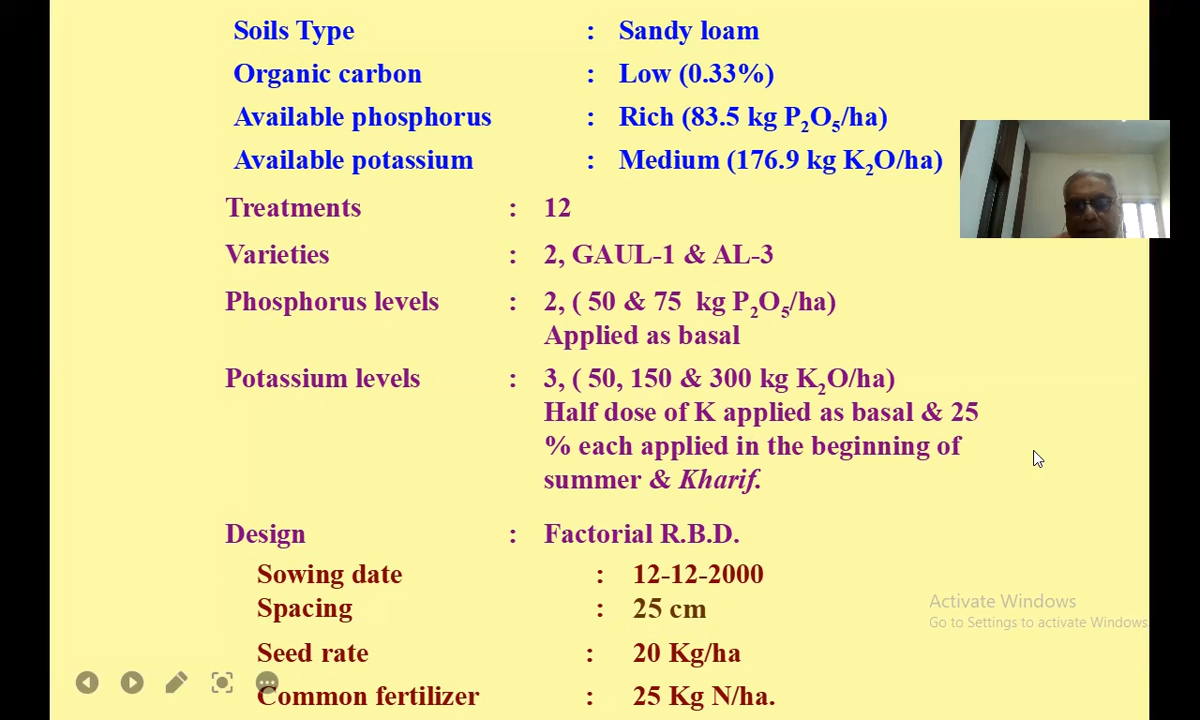 Soils Type : Sandy loam
Organic carbon : Low (0.33%)
Available phosphorus : Rich (83.5 kg P₂O₅/ha)
Available potassium : Medium (176.9 kg K₂O/ha)
Treatments : 12
Varieties : 2, GAUL-1 & AL-3
Phosphorus levels : 2, ( 50 & 75 kg P₂O₅/ha)
Applied as basal
Potassium levels : 3, ( 50, 150 & 300 kg K₂O/ha)
Half dose of K applied as basal & 25
% each applied in the beginning of
summer & Kharif.
Design : Factorial R.B.D.
Sowing date : 12-12-2000
Spacing : 25 cm
Seed rate : 20 Kg/ha
Common fertilizer : 25 Kg N/ha.
Activate Windows
Go to Settings to activate Windows.